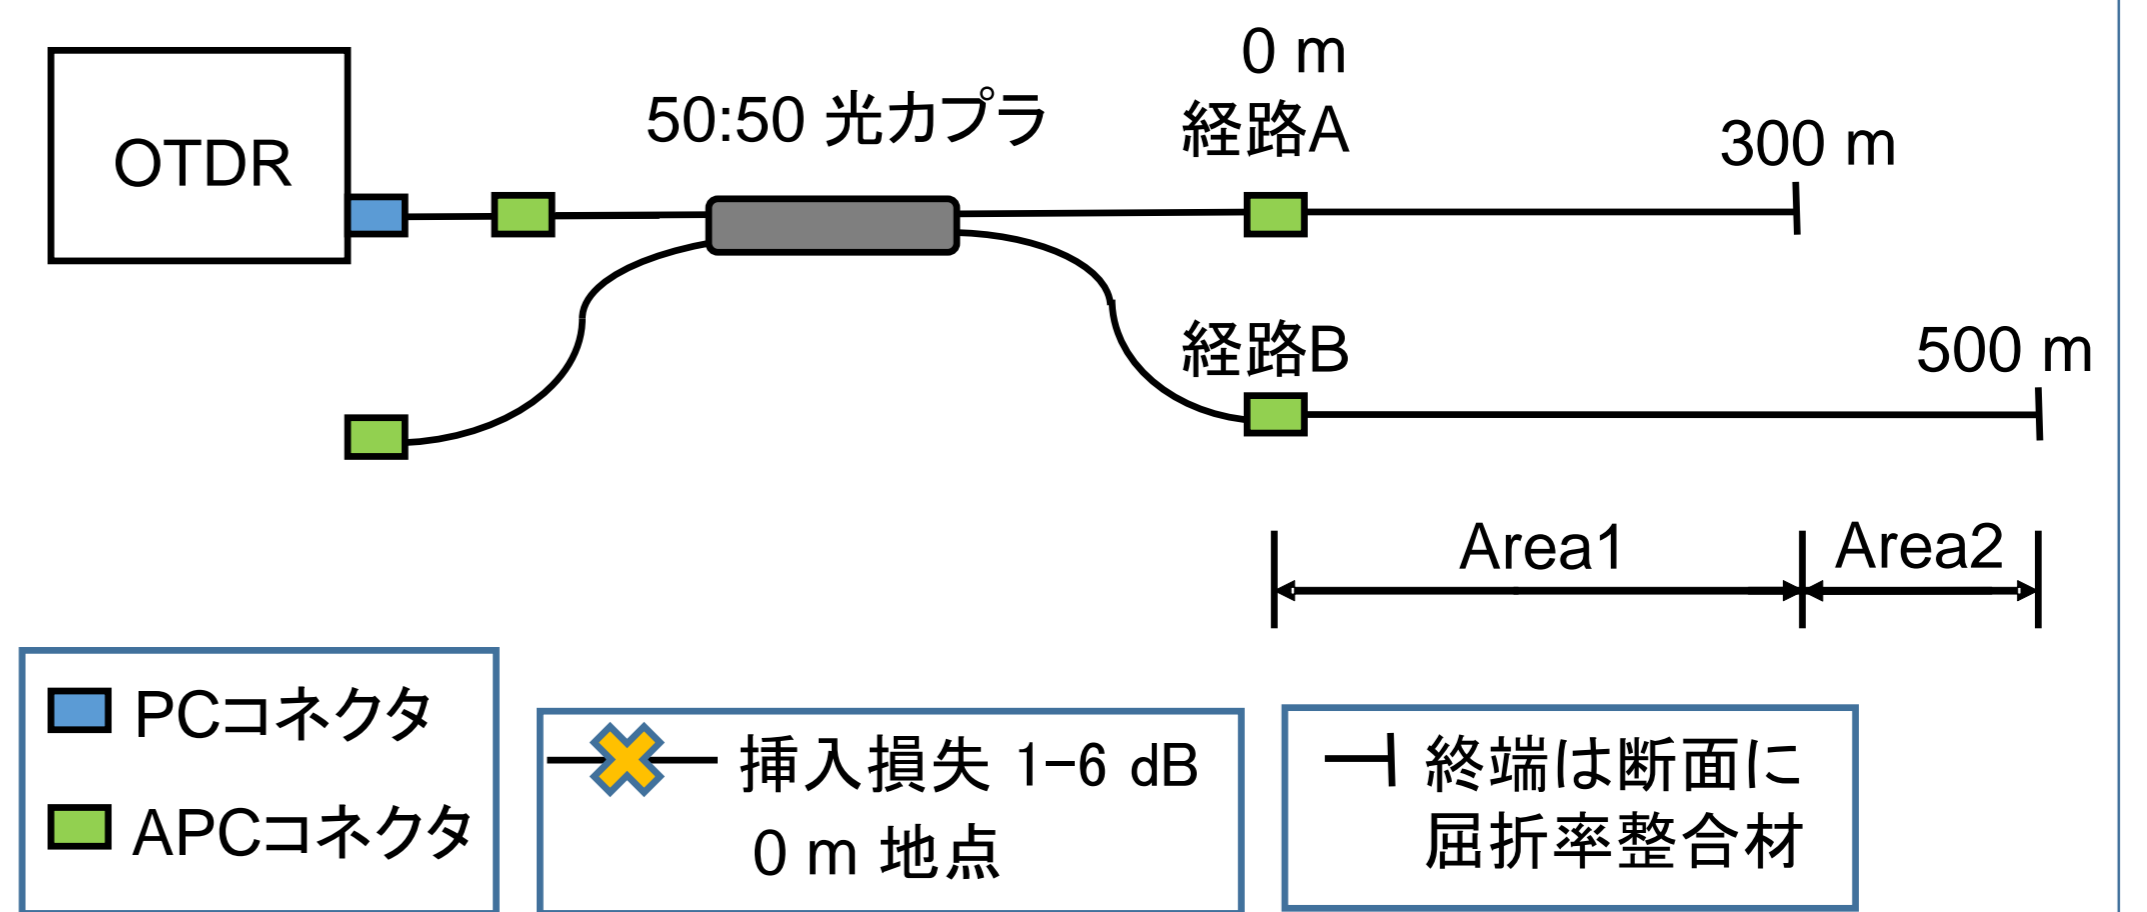 0 m
OTDR
50:50 光カプラ
経路A
300 m
経路B
500 m
Area1
Area2
PCコネクタ
APCコネクタ
挿入損失 1−6 dB
0 m 地点
終端は断面に
屈折率整合材